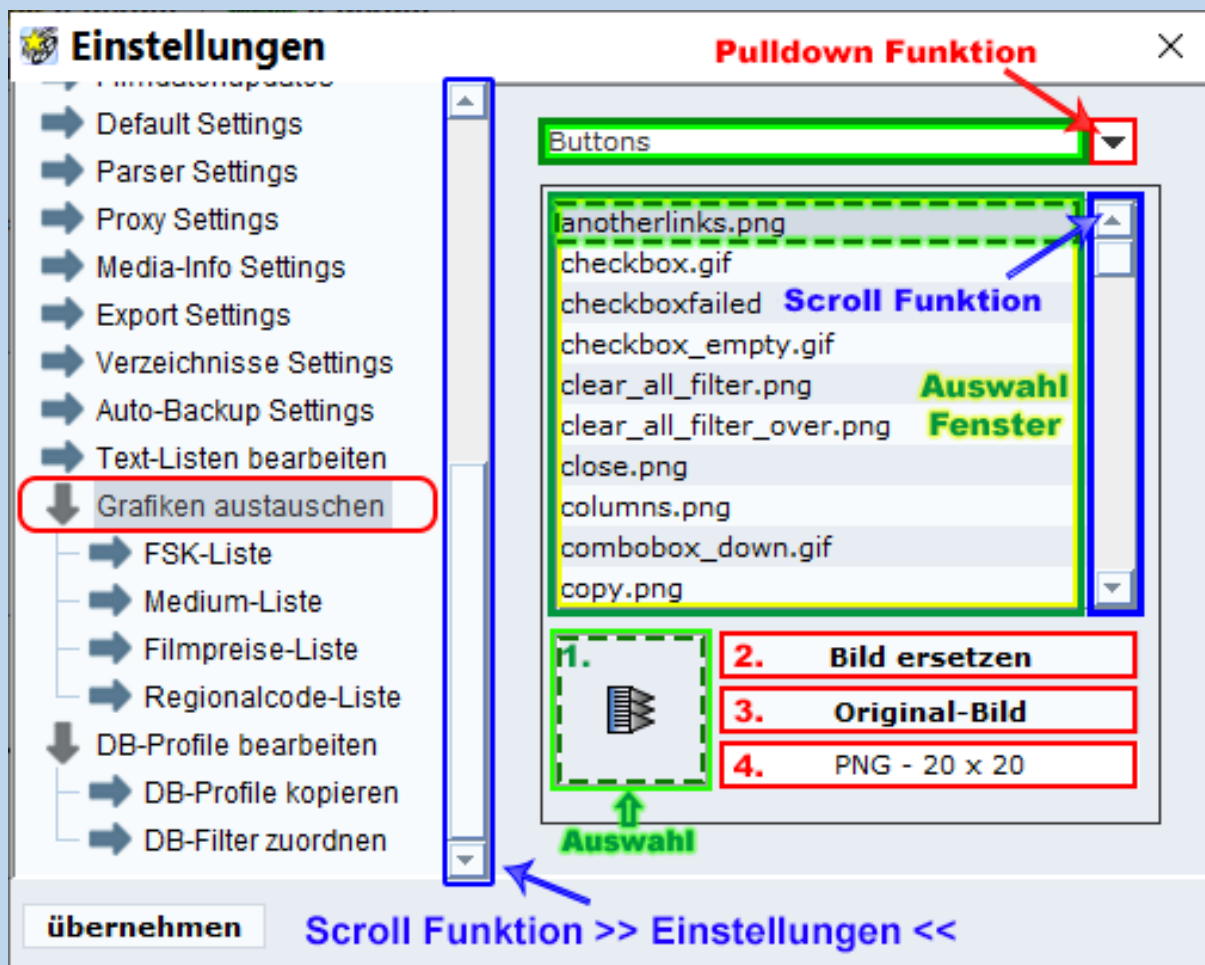 Einstellungen
Pulldown Funktion
Filmdatenupdates
Default Settings
Parser Settings
Proxy Settings
Media-Info Settings
Export Settings
Verzeichnisse Settings
Auto-Backup Settings
Text-Listen bearbeiten
Grafiken austauschen
FSK-Liste
Medium-Liste
Filmpreise-Liste
Regionalcode-Liste
DB-Profile bearbeiten
DB-Profile kopieren
DB-Filter zuordnen
Buttons
anotherlinks.png
checkbox.gif
checkboxfailed
Scroll Funktion
checkbox_empty.gif
clear_all_filter.png
clear_all_filter_over.png
Auswahl
Fenster
close.png
columns.png
combobox_down.gif
copy.png
1.
2. Bild ersetzen
3. Original-Bild
4. PNG - 20 x 20
Auswahl
übernehmen
Scroll Funktion >> Einstellungen <<